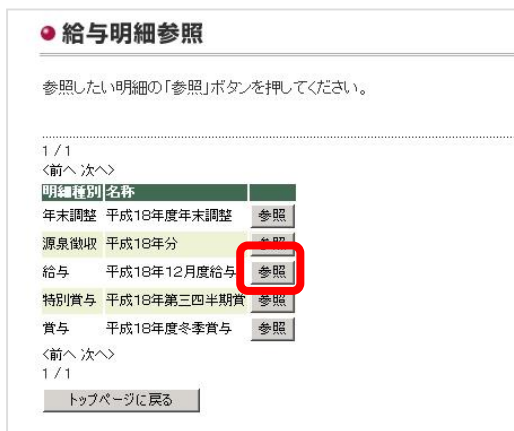 給与明細参照
参照したい明細の「参照」ボタンを押してください。
1 / 1
<前へ 次へ>
明細種別 名称
年末調整 平成18年度年末調整 参照
源泉徴収 平成18年分 参照
給与 平成18年12月度給与 参照
特別賞与 平成18年第三四半期賞 参照
賞与 平成18年度冬季賞与 参照
<前へ 次へ>
1 / 1
トップページに戻る